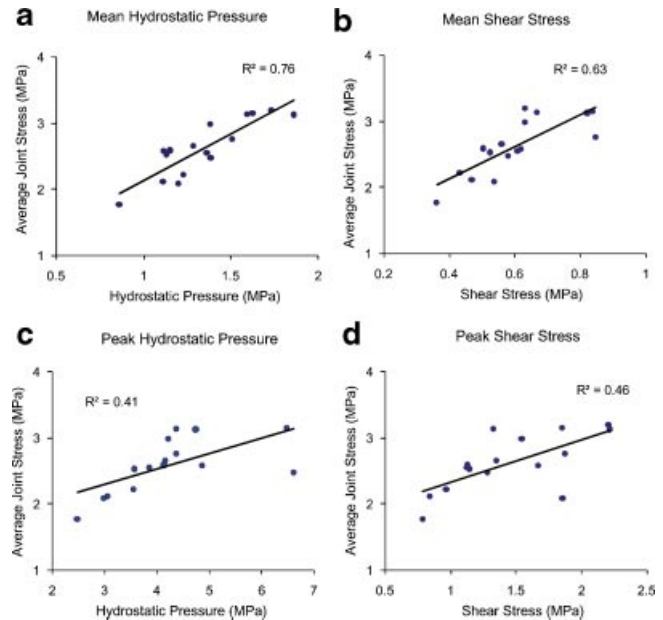 a
Mean Hydrostatic Pressure
R² = 0.76
Average Joint Stress (MPa)
4
3
2
1
0.5
1
1.5
2
Hydrostatic Pressure (MPa)
b
Mean Shear Stress
R² = 0.63
Average Joint Stress (MPa)
4
3
2
1
0.2
0.4
0.6
0.8
1
Shear Stress (MPa)
c
Peak Hydrostatic Pressure
R² = 0.41
Average Joint Stress (MPa)
4
3
2
1
2
3
4
5
6
7
Hydrostatic Pressure (MPa)
d
Peak Shear Stress
R² = 0.46
Average Joint Stress (MPa)
4
3
2
1
0.5
1
1.5
2
2.5
Shear Stress (MPa)